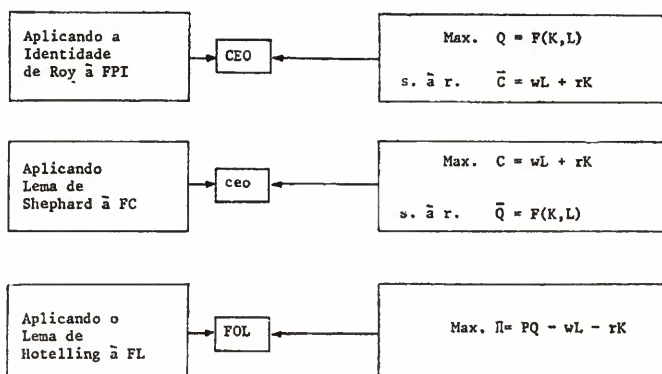 Aplicando a
Identidade
de Roy ã FPI
CEO
Max. Q = F(K,L)
s. ã r. C̄ = wL + rK
Aplicando
Lema de
Shephard ã FC
ceo
Max. C = wL + rK
s. ã r. Q̄ = F(K,L)
Aplicando o
Lema de
Hotelling ã FL
FOL
Max. Π= PQ - wL - rK